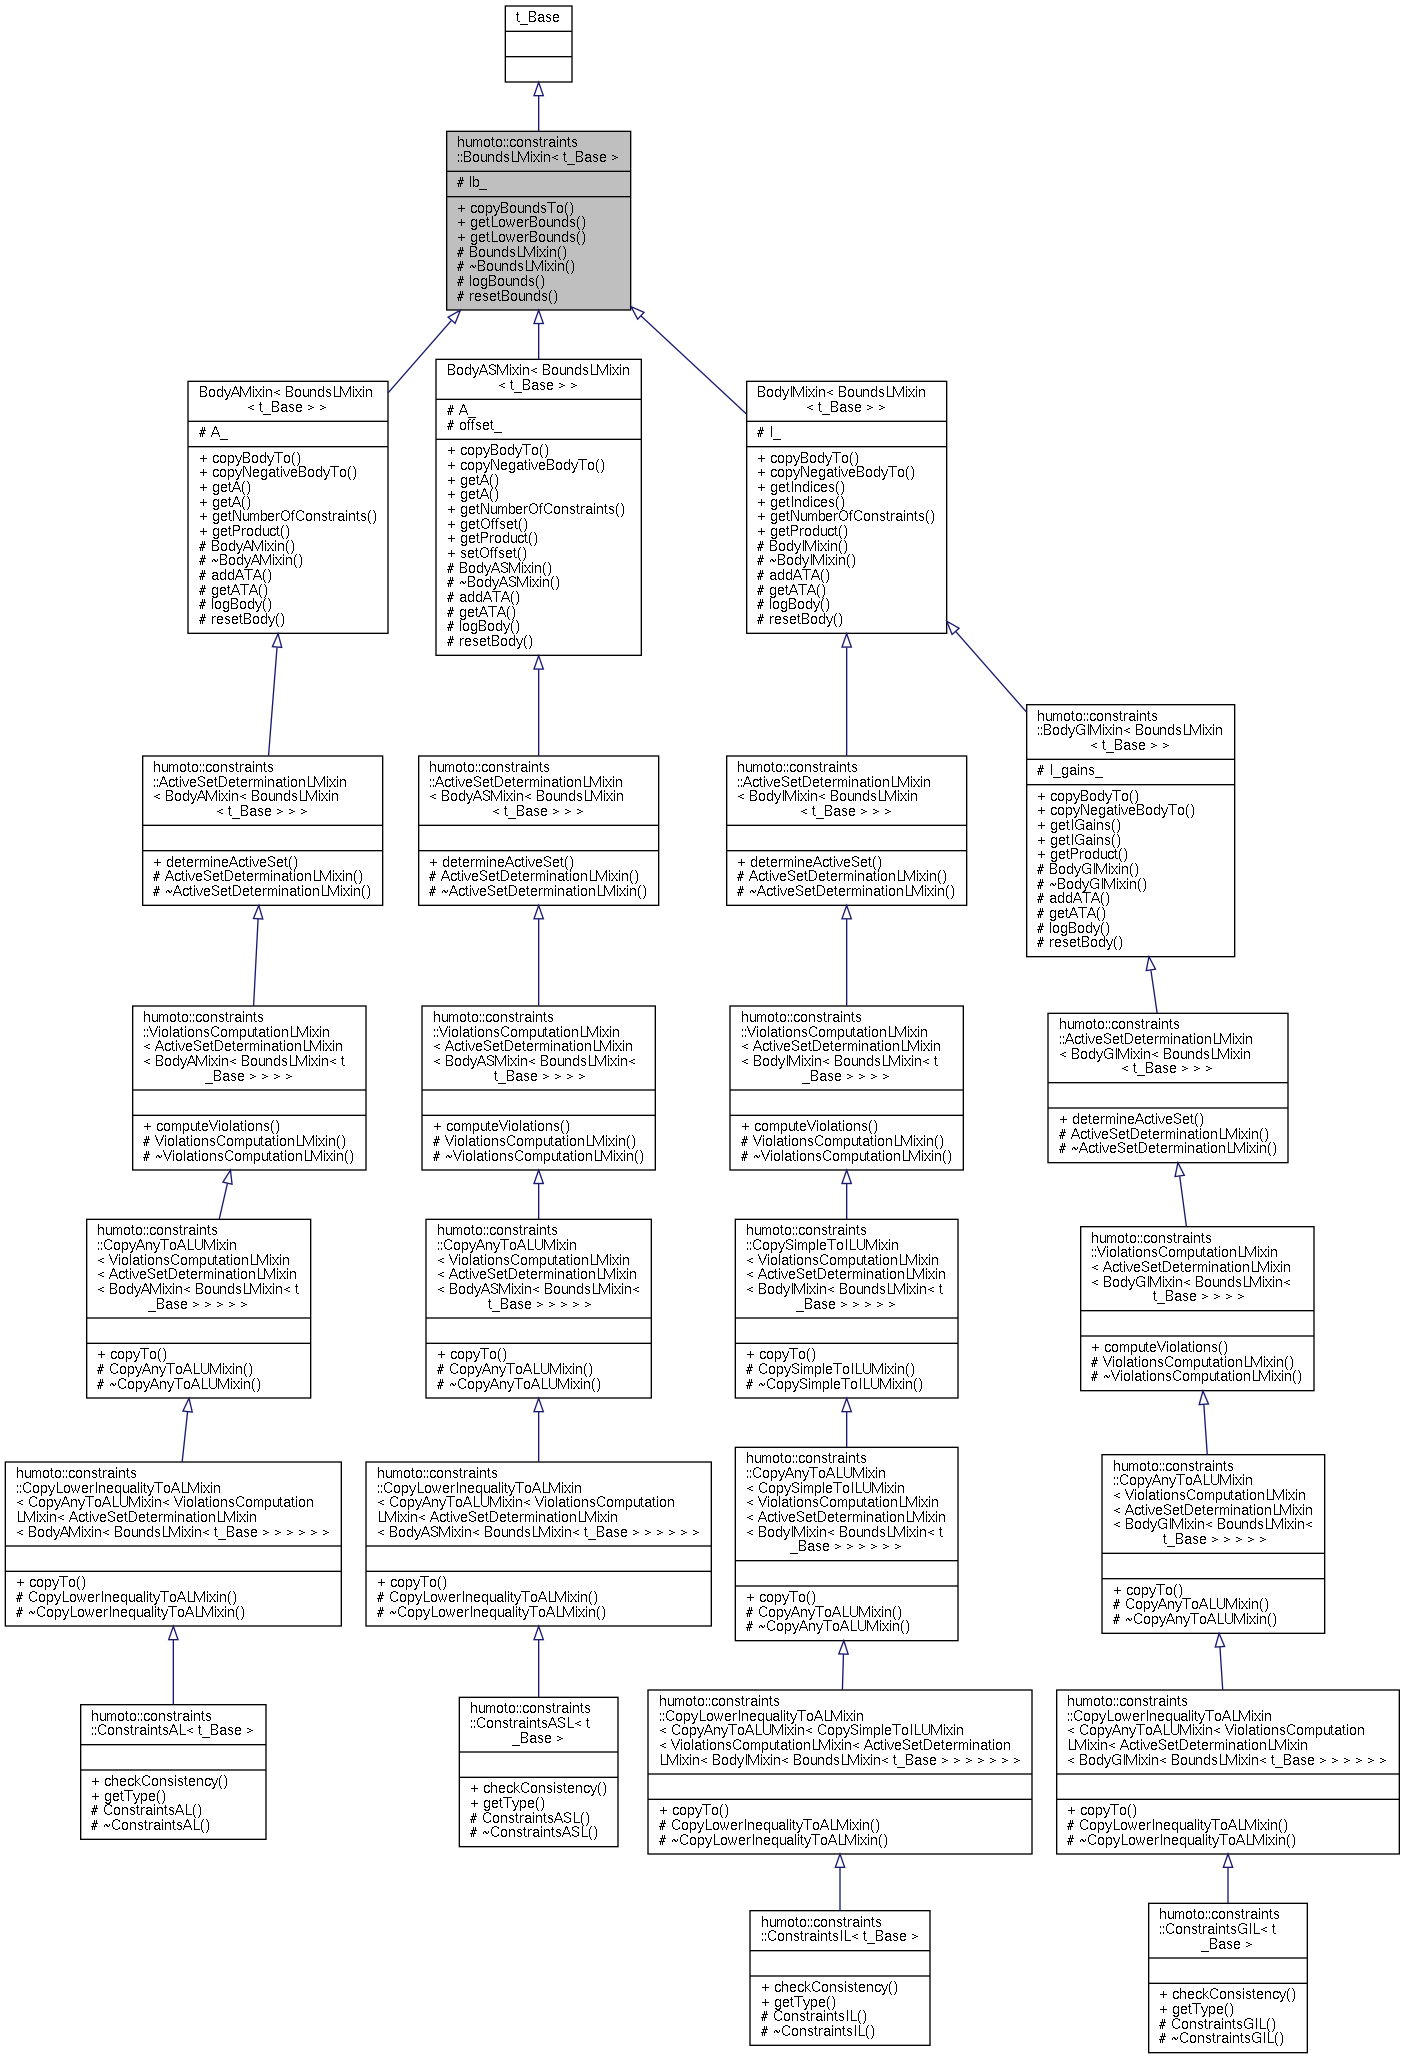 t_Base
humoto::constraints
::BoundsLMixin< t_Base >
# lb_
+ copyBoundsTo()
+ getLowerBounds()
+ getLowerBounds()
# BoundsLMixin()
# ~BoundsLMixin()
# logBounds()
# resetBounds()
BodyAMixin< BoundsLMixin
< t_Base > >
# A_
+ copyBodyTo()
+ copyNegativeBodyTo()
+ getA()
+ getA()
+ getNumberOfConstraints()
+ getProduct()
# BodyAMixin()
# ~BodyAMixin()
# addATA()
# getATA()
# logBody()
# resetBody()
BodyASMixin< BoundsLMixin
< t_Base > >
# A_
# offset_
+ copyBodyTo()
+ copyNegativeBodyTo()
+ getA()
+ getA()
+ getNumberOfConstraints()
+ getOffset()
+ getProduct()
+ setOffset()
# BodyASMixin()
# ~BodyASMixin()
# addATA()
# getATA()
# logBody()
# resetBody()
BodyIMixin< BoundsLMixin
< t_Base > >
# I_
+ copyBodyTo()
+ copyNegativeBodyTo()
+ getIndices()
+ getIndices()
+ getNumberOfConstraints()
+ getProduct()
# BodyIMixin()
# ~BodyIMixin()
# addATA()
# getATA()
# logBody()
# resetBody()
humoto::constraints
::BodyGIMixin< BoundsLMixin
< t_Base > >
# I_gains_
+ copyBodyTo()
+ copyNegativeBodyTo()
+ getIGains()
+ getIGains()
+ getProduct()
# BodyGIMixin()
# ~BodyGIMixin()
# addATA()
# getATA()
# logBody()
# resetBody()
humoto::constraints
::ActiveSetDeterminationLMixin
< BodyAMixin< BoundsLMixin
< t_Base > > >
+ determineActiveSet()
# ActiveSetDeterminationLMixin()
# ~ActiveSetDeterminationLMixin()
humoto::constraints
::ActiveSetDeterminationLMixin
< BodyASMixin< BoundsLMixin
< t_Base > > >
+ determineActiveSet()
# ActiveSetDeterminationLMixin()
# ~ActiveSetDeterminationLMixin()
humoto::constraints
::ActiveSetDeterminationLMixin
< BodyIMixin< BoundsLMixin
< t_Base > > >
+ determineActiveSet()
# ActiveSetDeterminationLMixin()
# ~ActiveSetDeterminationLMixin()
humoto::constraints
::ViolationsComputationLMixin
< ActiveSetDeterminationLMixin
< BodyAMixin< BoundsLMixin< t
_Base > > > >
+ computeViolations()
# ViolationsComputationLMixin()
# ~ViolationsComputationLMixin()
humoto::constraints
::ViolationsComputationLMixin
< ActiveSetDeterminationLMixin
< BodyASMixin< BoundsLMixin<
t_Base > > > >
+ computeViolations()
# ViolationsComputationLMixin()
# ~ViolationsComputationLMixin()
humoto::constraints
::ViolationsComputationLMixin
< ActiveSetDeterminationLMixin
< BodyIMixin< BoundsLMixin< t
_Base > > > >
+ computeViolations()
# ViolationsComputationLMixin()
# ~ViolationsComputationLMixin()
humoto::constraints
::ActiveSetDeterminationLMixin
< BodyGIMixin< BoundsLMixin
< t_Base > > >
+ determineActiveSet()
# ActiveSetDeterminationLMixin()
# ~ActiveSetDeterminationLMixin()
humoto::constraints
::CopyAnyToALUMixin
< ViolationsComputationLMixin
< ActiveSetDeterminationLMixin
< BodyAMixin< BoundsLMixin< t
_Base > > > > >
+ copyTo()
# CopyAnyToALUMixin()
# ~CopyAnyToALUMixin()
humoto::constraints
::CopyAnyToALUMixin
< ViolationsComputationLMixin
< ActiveSetDeterminationLMixin
< BodyASMixin< BoundsLMixin<
t_Base > > > > >
+ copyTo()
# CopyAnyToALUMixin()
# ~CopyAnyToALUMixin()
humoto::constraints
::CopySimpleToILUMixin
< ViolationsComputationLMixin
< ActiveSetDeterminationLMixin
< BodyIMixin< BoundsLMixin< t
_Base > > > > >
+ copyTo()
# CopySimpleToILUMixin()
# ~CopySimpleToILUMixin()
humoto::constraints
::ViolationsComputationLMixin
< ActiveSetDeterminationLMixin
< BodyGIMixin< BoundsLMixin<
t_Base > > > >
+ computeViolations()
# ViolationsComputationLMixin()
# ~ViolationsComputationLMixin()
humoto::constraints
::CopyLowerInequalityToALMixin
< CopyAnyToALUMixin< ViolationsComputation
LMixin< ActiveSetDeterminationLMixin
< BodyAMixin< BoundsLMixin< t_Base > > > > > >
+ copyTo()
# CopyLowerInequalityToALMixin()
# ~CopyLowerInequalityToALMixin()
humoto::constraints
::CopyLowerInequalityToALMixin
< CopyAnyToALUMixin< ViolationsComputation
LMixin< ActiveSetDeterminationLMixin
< BodyASMixin< BoundsLMixin< t_Base > > > > > >
+ copyTo()
# CopyLowerInequalityToALMixin()
# ~CopyLowerInequalityToALMixin()
humoto::constraints
::CopyAnyToALUMixin
< CopySimpleToILUMixin
< ViolationsComputationLMixin
< ActiveSetDeterminationLMixin
< BodyIMixin< BoundsLMixin< t
_Base > > > > > >
+ copyTo()
# CopyAnyToALUMixin()
# ~CopyAnyToALUMixin()
humoto::constraints
::CopyAnyToALUMixin
< ViolationsComputationLMixin
< ActiveSetDeterminationLMixin
< BodyGIMixin< BoundsLMixin<
t_Base > > > > >
+ copyTo()
# CopyAnyToALUMixin()
# ~CopyAnyToALUMixin()
humoto::constraints
::ConstraintsAL< t_Base >
+ checkConsistency()
+ getType()
# ConstraintsAL()
# ~ConstraintsAL()
humoto::constraints
::ConstraintsASL< t
_Base >
+ checkConsistency()
+ getType()
# ConstraintsASL()
# ~ConstraintsASL()
humoto::constraints
::CopyLowerInequalityToALMixin
< CopyAnyToALUMixin< CopySimpleToILUMixin
< ViolationsComputationLMixin< ActiveSetDetermination
LMixin< BodyIMixin< BoundsLMixin< t_Base > > > > > > >
+ copyTo()
# CopyLowerInequalityToALMixin()
# ~CopyLowerInequalityToALMixin()
humoto::constraints
::CopyLowerInequalityToALMixin
< CopyAnyToALUMixin< ViolationsComputation
LMixin< ActiveSetDeterminationLMixin
< BodyGIMixin< BoundsLMixin< t_Base > > > > > >
+ copyTo()
# CopyLowerInequalityToALMixin()
# ~CopyLowerInequalityToALMixin()
humoto::constraints
::ConstraintsIL< t_Base >
+ checkConsistency()
+ getType()
# ConstraintsIL()
# ~ConstraintsIL()
humoto::constraints
::ConstraintsGIL< t
_Base >
+ checkConsistency()
+ getType()
# ConstraintsGIL()
# ~ConstraintsGIL()